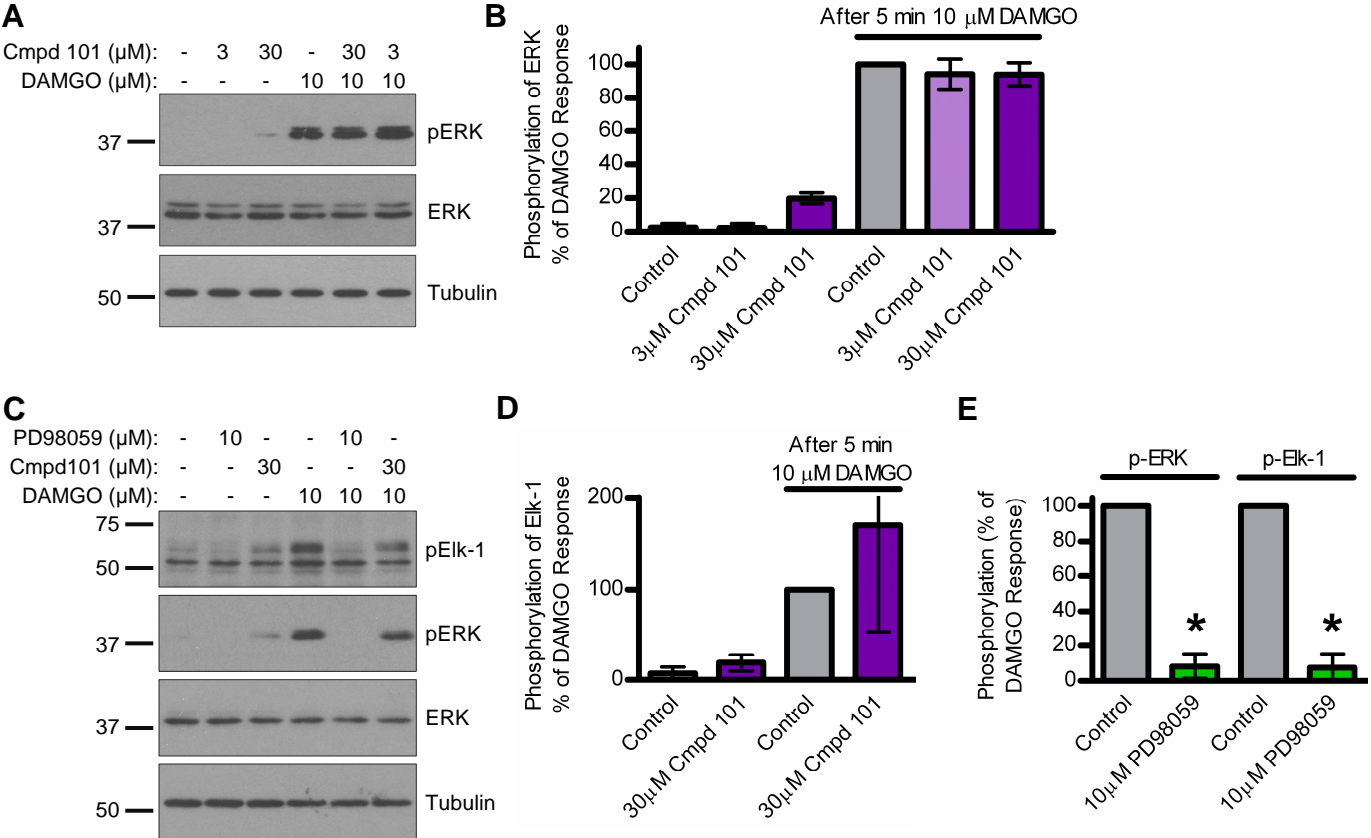 A
Cmpd 101 (µM): - 3 30 - 30 3
DAMGO (µM): - - - 10 10 10
37 pERK
37 ERK
50 Tubulin
B
After 5 min 10 µM DAMGO
Phosphorylation of ERK
% of DAMGO Response
100
80
60
40
20
0
Control
3µM Cmpd 101
30µM Cmpd 101
Control
3µM Cmpd 101
30µM Cmpd 101
C
PD98059 (µM): - 10 - - 10 -
Cmpd101 (µM): - - 30 - - 30
DAMGO (µM): - - - 10 10 10
75
50
pElk-1
37 pERK
37 ERK
50 Tubulin
D
After 5 min
10 µM DAMGO
Phosphorylation of Elk-1
% of DAMGO Response
200
100
0
Control
30µM Cmpd 101
Control
30µM Cmpd 101
E
p-ERK p-Elk-1
Phosphorylation (% of
DAMGO Response)
100
80
60
40
20
0
* *
Control
10µM PD98059
Control
10µM PD98059